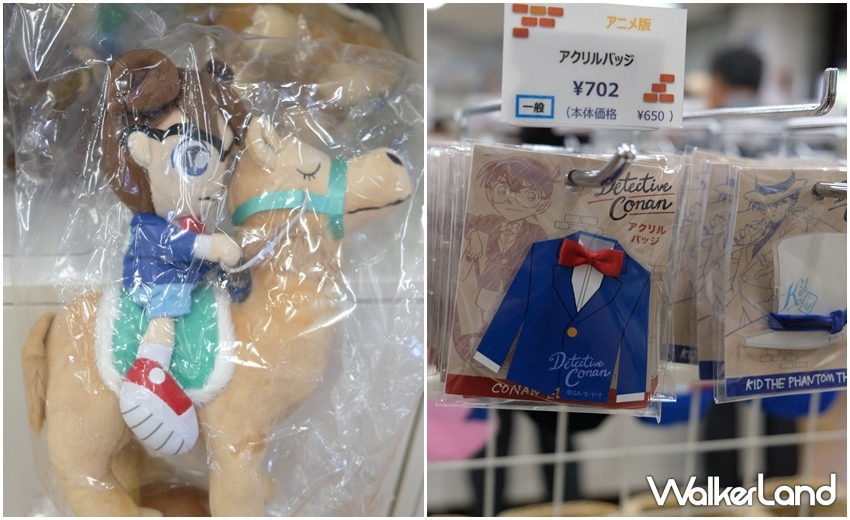 アニメ版
アクリルバッジ
¥702
一般
(本体価格 ¥650)
Detective
Conan
アクリル
バッジ
Detective
Conan
CONAN
KID THE PHANTOM TH
WalkerLand